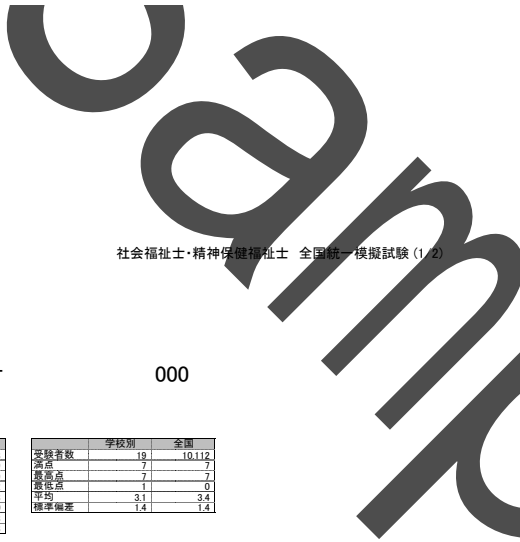 Samp
社会福祉士・精神保健福祉士 全国統一模擬試験 (1/2)
000
学校別 全国
受験者数 19 10,112
満点 7 7
最高点 7 7
最低点 1 0
平均 3.1 3.4
標準偏差 1.4 1.4